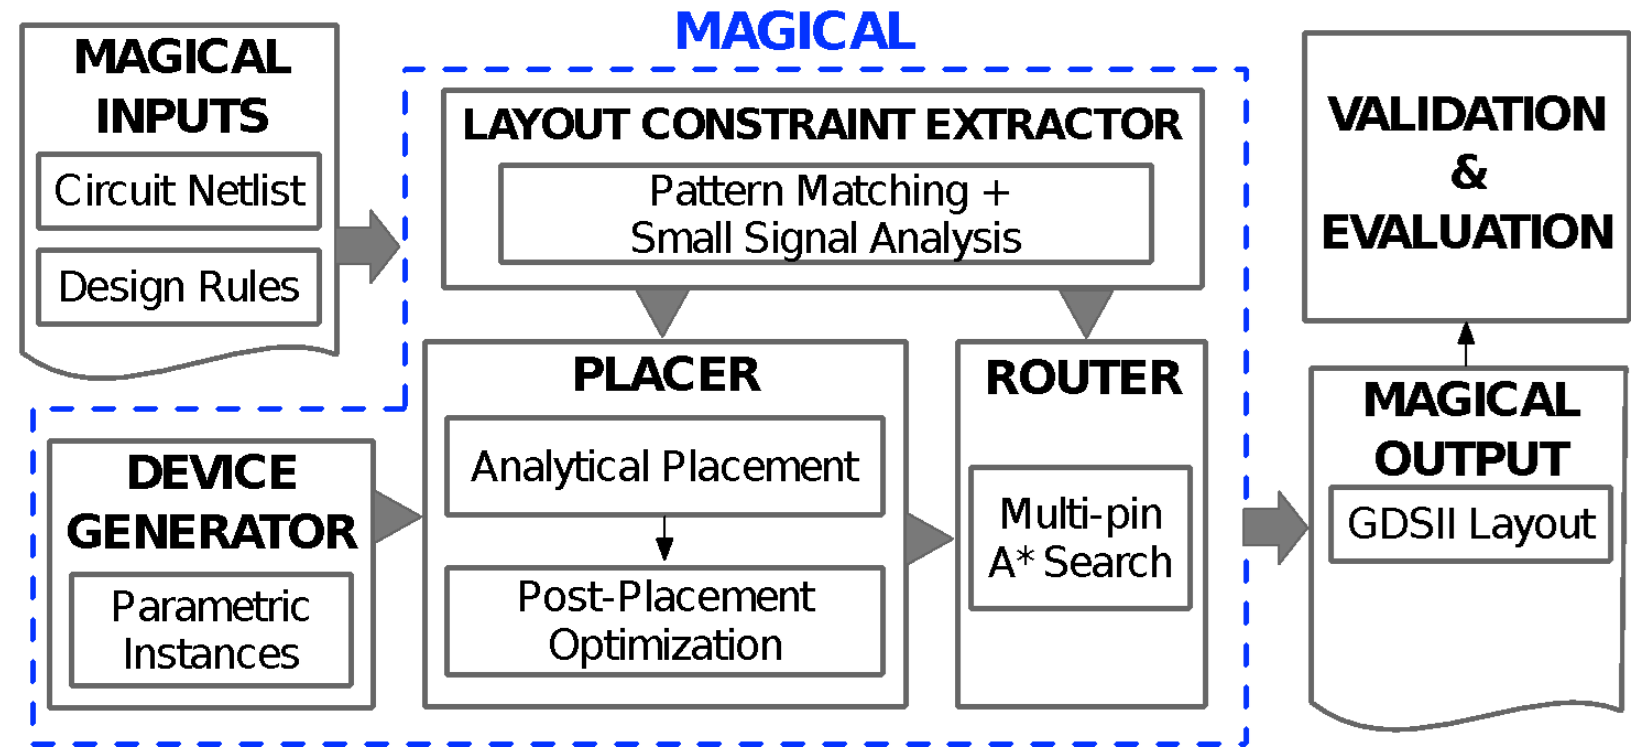 MAGICAL
MAGICAL
INPUTS
Circuit Netlist
Design Rules
LAYOUT CONSTRAINT EXTRACTOR
Pattern Matching +
Small Signal Analysis
DEVICE
GENERATOR
Parametric
Instances
PLACER
Analytical Placement
Post-Placement
Optimization
ROUTER
Multi-pin
A* Search
VALIDATION
&
EVALUATION
MAGICAL
OUTPUT
GDSII Layout